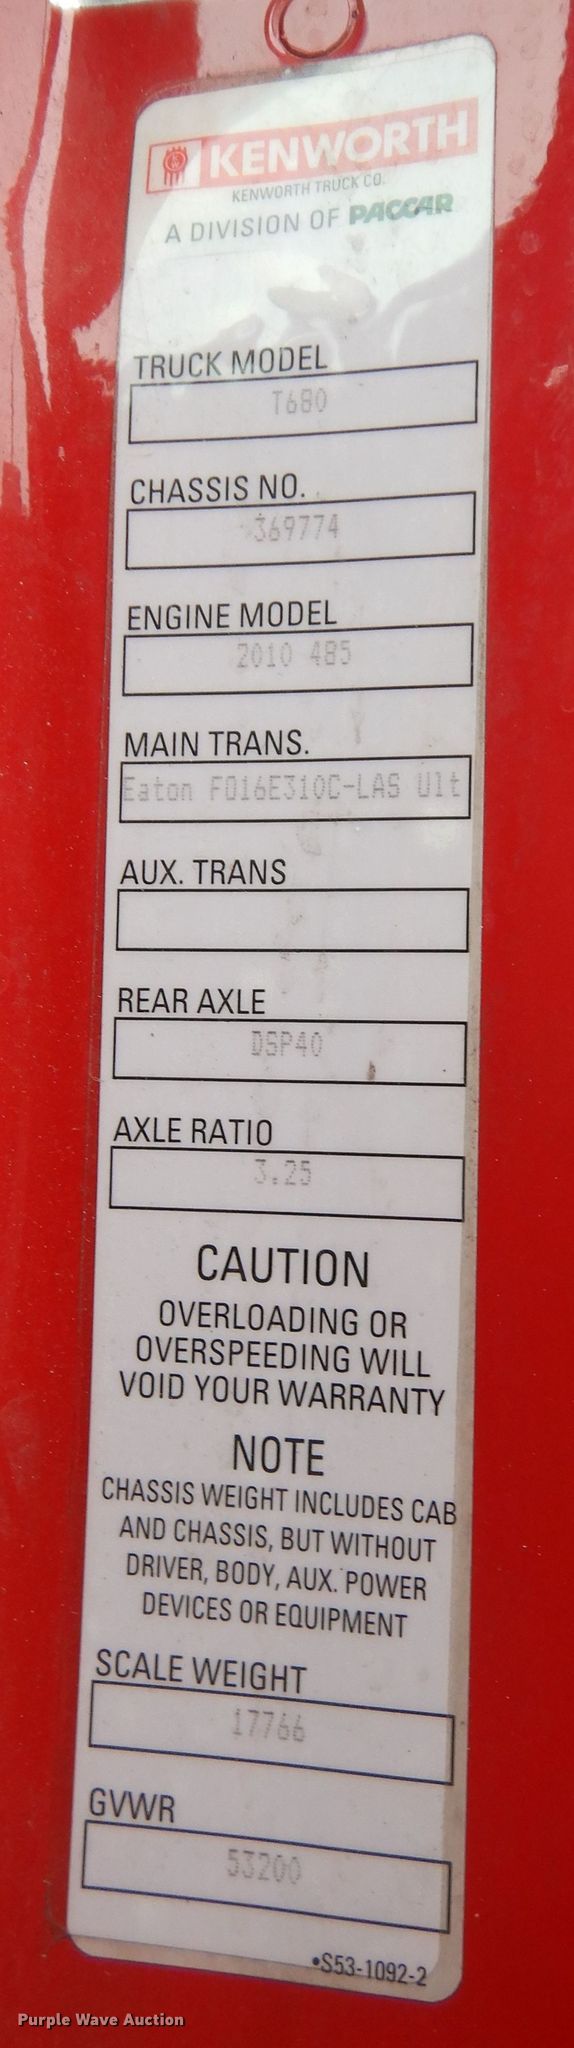 KENWORTH
KENWORTH TRUCK CO.
A DIVISION OF PACCAR
TRUCK MODEL
T680
CHASSIS NO.
369774
ENGINE MODEL
2010 485
MAIN TRANS.
Eaton FO16E310C-LAS Ult
AUX. TRANS
REAR AXLE
DSP40
AXLE RATIO
3.25
CAUTION
OVERLOADING OR
OVERSPEEDING WILL
VOID YOUR WARRANTY
NOTE
CHASSIS WEIGHT INCLUDES CAB
AND CHASSIS, BUT WITHOUT
DRIVER, BODY, AUX. POWER
DEVICES OR EQUIPMENT
SCALE WEIGHT
17766
GVWR
53200
•S53-1092-2
Purple Wave Auction